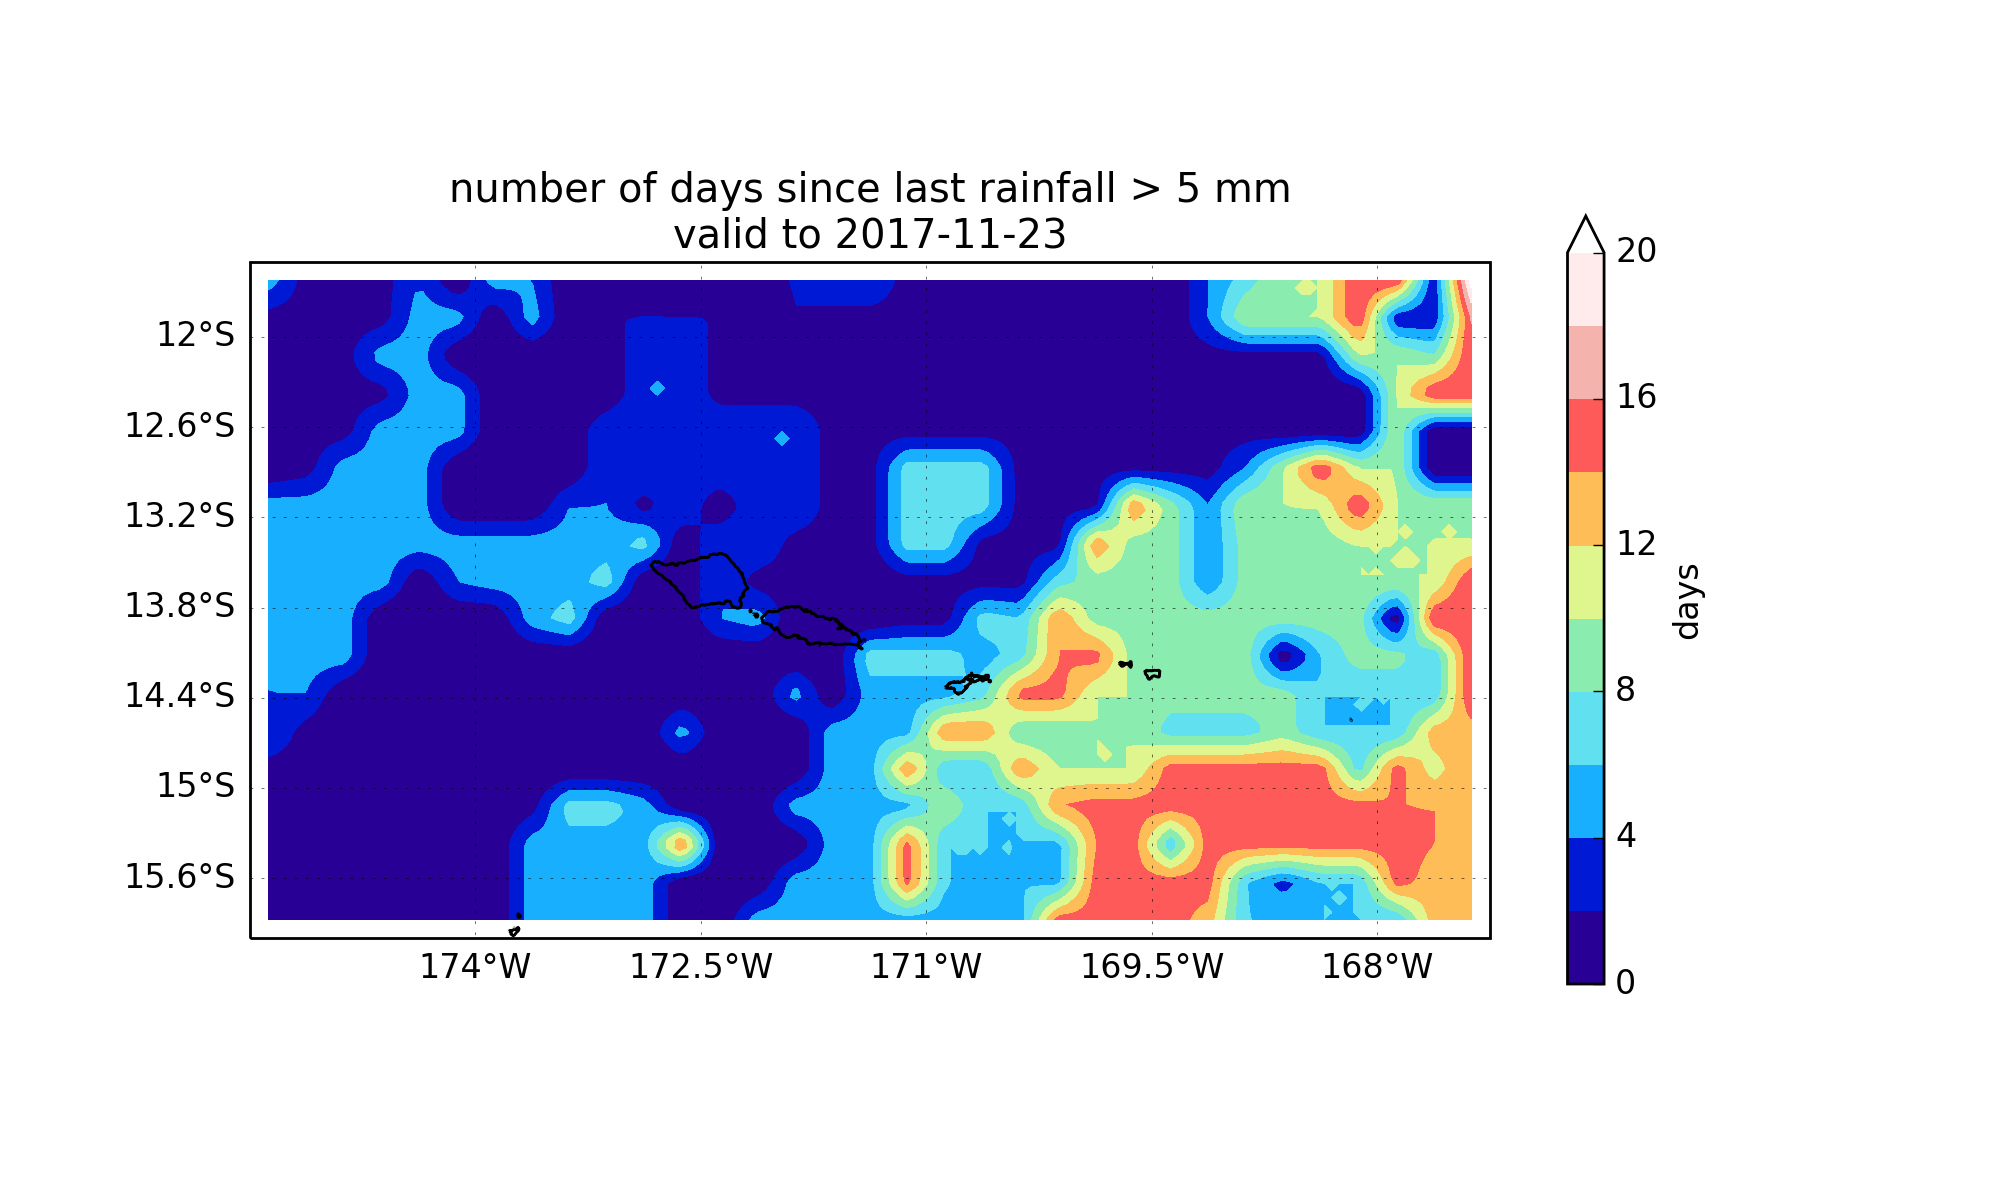 number of days since last rainfall > 5 mm
valid to 2017-11-23
12°S
12.6°S
13.2°S
13.8°S
14.4°S
15°S
15.6°S
174°W
172.5°W
171°W
169.5°W
168°W
20
16
12
8
4
0
days